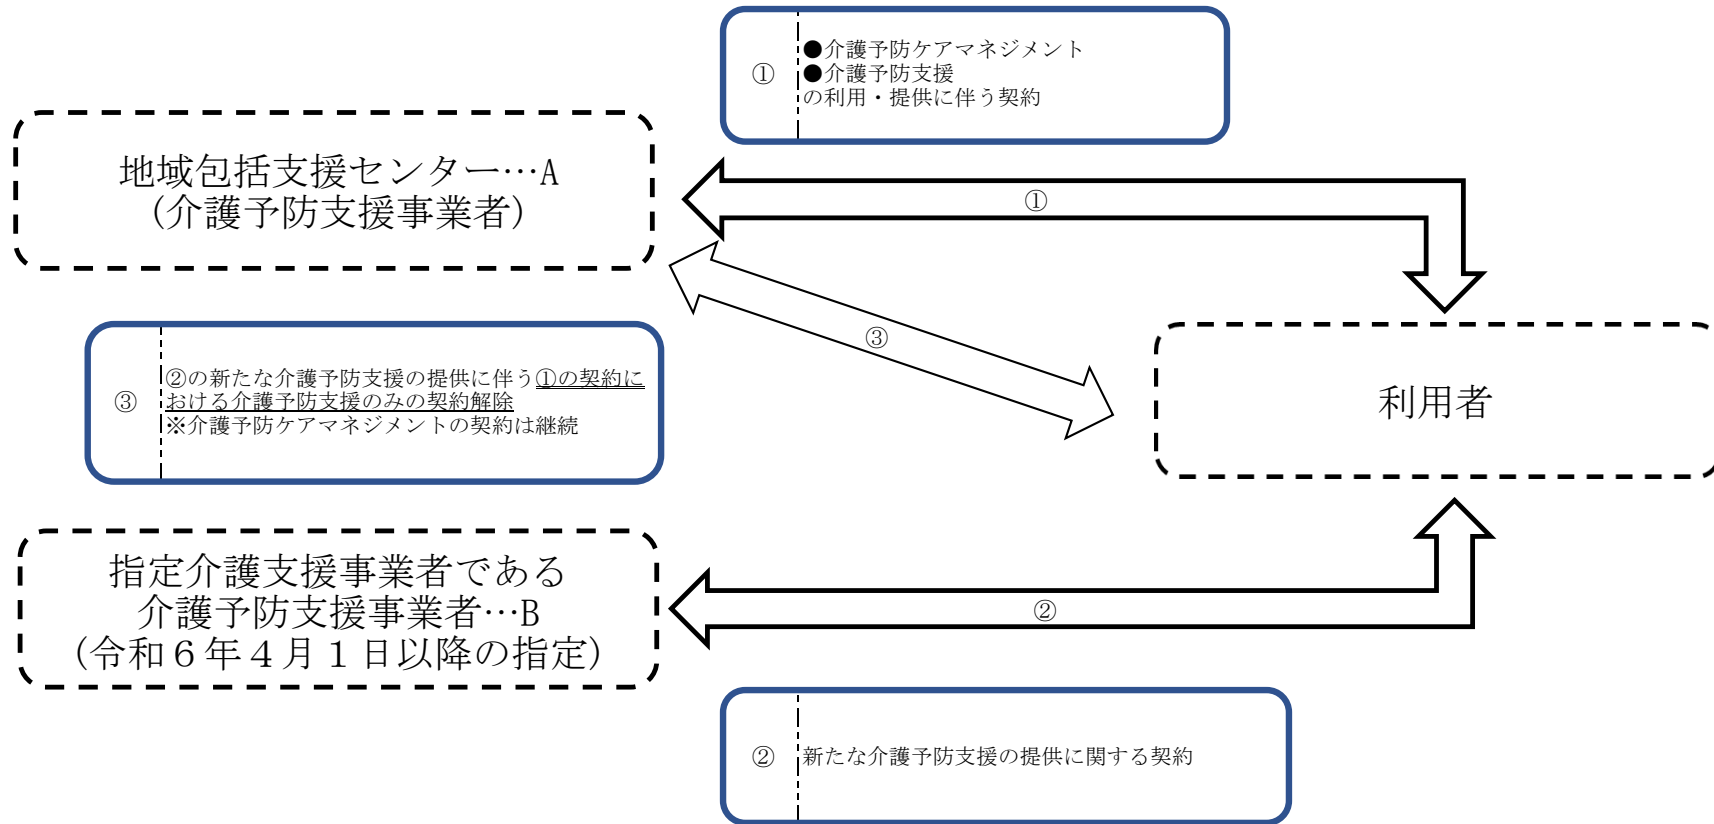 ①
●介護予防ケアマネジメント
●介護予防支援
の利用・提供に伴う契約
地域包括支援センター…A
(介護予防支援事業者)
①
③
③
②の新たな介護予防支援の提供に伴う①の契約に
おける介護予防支援のみの契約解除
※介護予防ケアマネジメントの契約は継続
利用者
指定介護支援事業者である
介護予防支援事業者…B
(令和６年４月１日以降の指定)
②
②
新たな介護予防支援の提供に関する契約